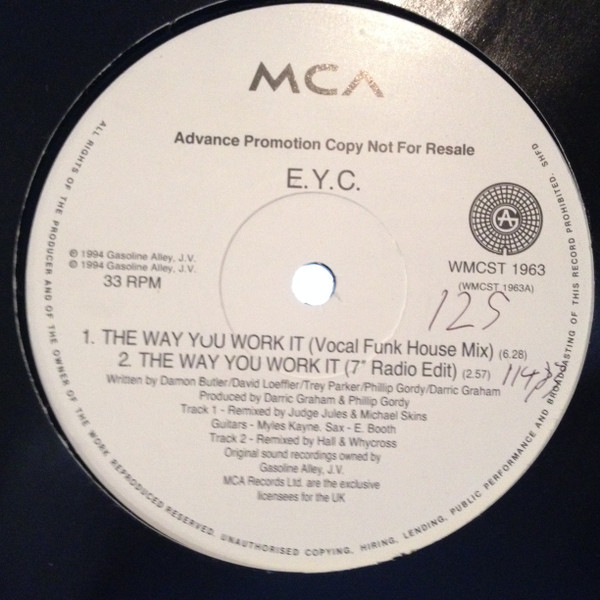 MCA
Advance Promotion Copy Not For Resale
E.Y.C.
℗ 1994 Gasoline Alley, J.V.
© 1994 Gasoline Alley, J.V.
33 RPM
WMCST 1963
(WMCST 1963A)
125
1. THE WAY YOU WORK IT (Vocal Funk House Mix) (6.28)
2. THE WAY YOU WORK IT (7" Radio Edit) (2.57)
Written by Damon Butler/David Loeffler/Trey Parker/Phillip Gordy/Darric Graham
Produced by Darric Graham & Phillip Gordy
Track 1 - Remixed by Judge Jules & Michael Skins
Guitars - Myles Kayne. Sax - E. Booth
Track 2 - Remixed by Hall & Whycross
Original sound recordings owned by
Gasoline Alley, J.V.
MCA Records Ltd. are the exclusive
licensees for the UK
ALL RIGHTS OF THE PRODUCER AND OF THE OWNER OF THE WORK REPRODUCED RESERVED. UNAUTHORISED COPYING, HIRING, LENDING, PUBLIC PERFORMANCE AND BROADCASTING OF THIS RECORD PROHIBITED. SHFD